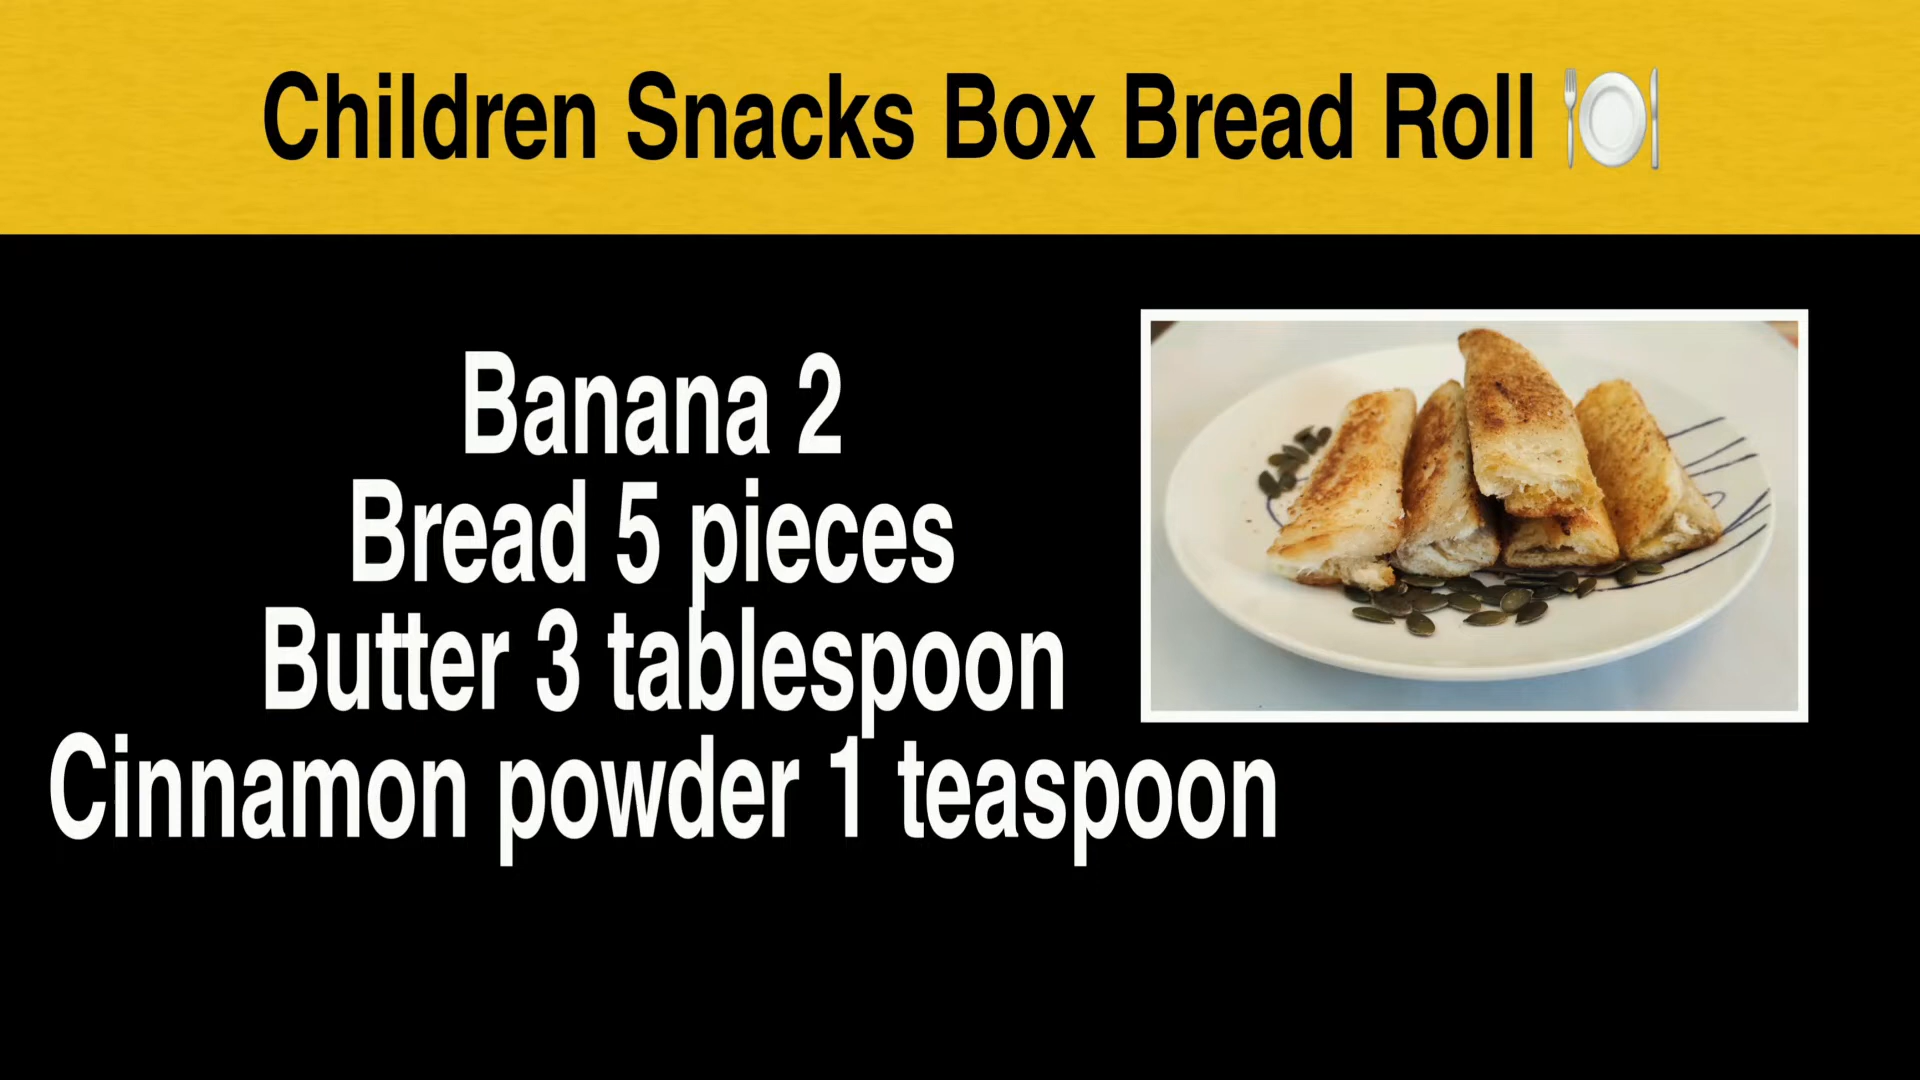 Children Snacks Box Bread Roll 🍽️
Banana 2
Bread 5 pieces
Butter 3 tablespoon
Cinnamon powder 1 teaspoon